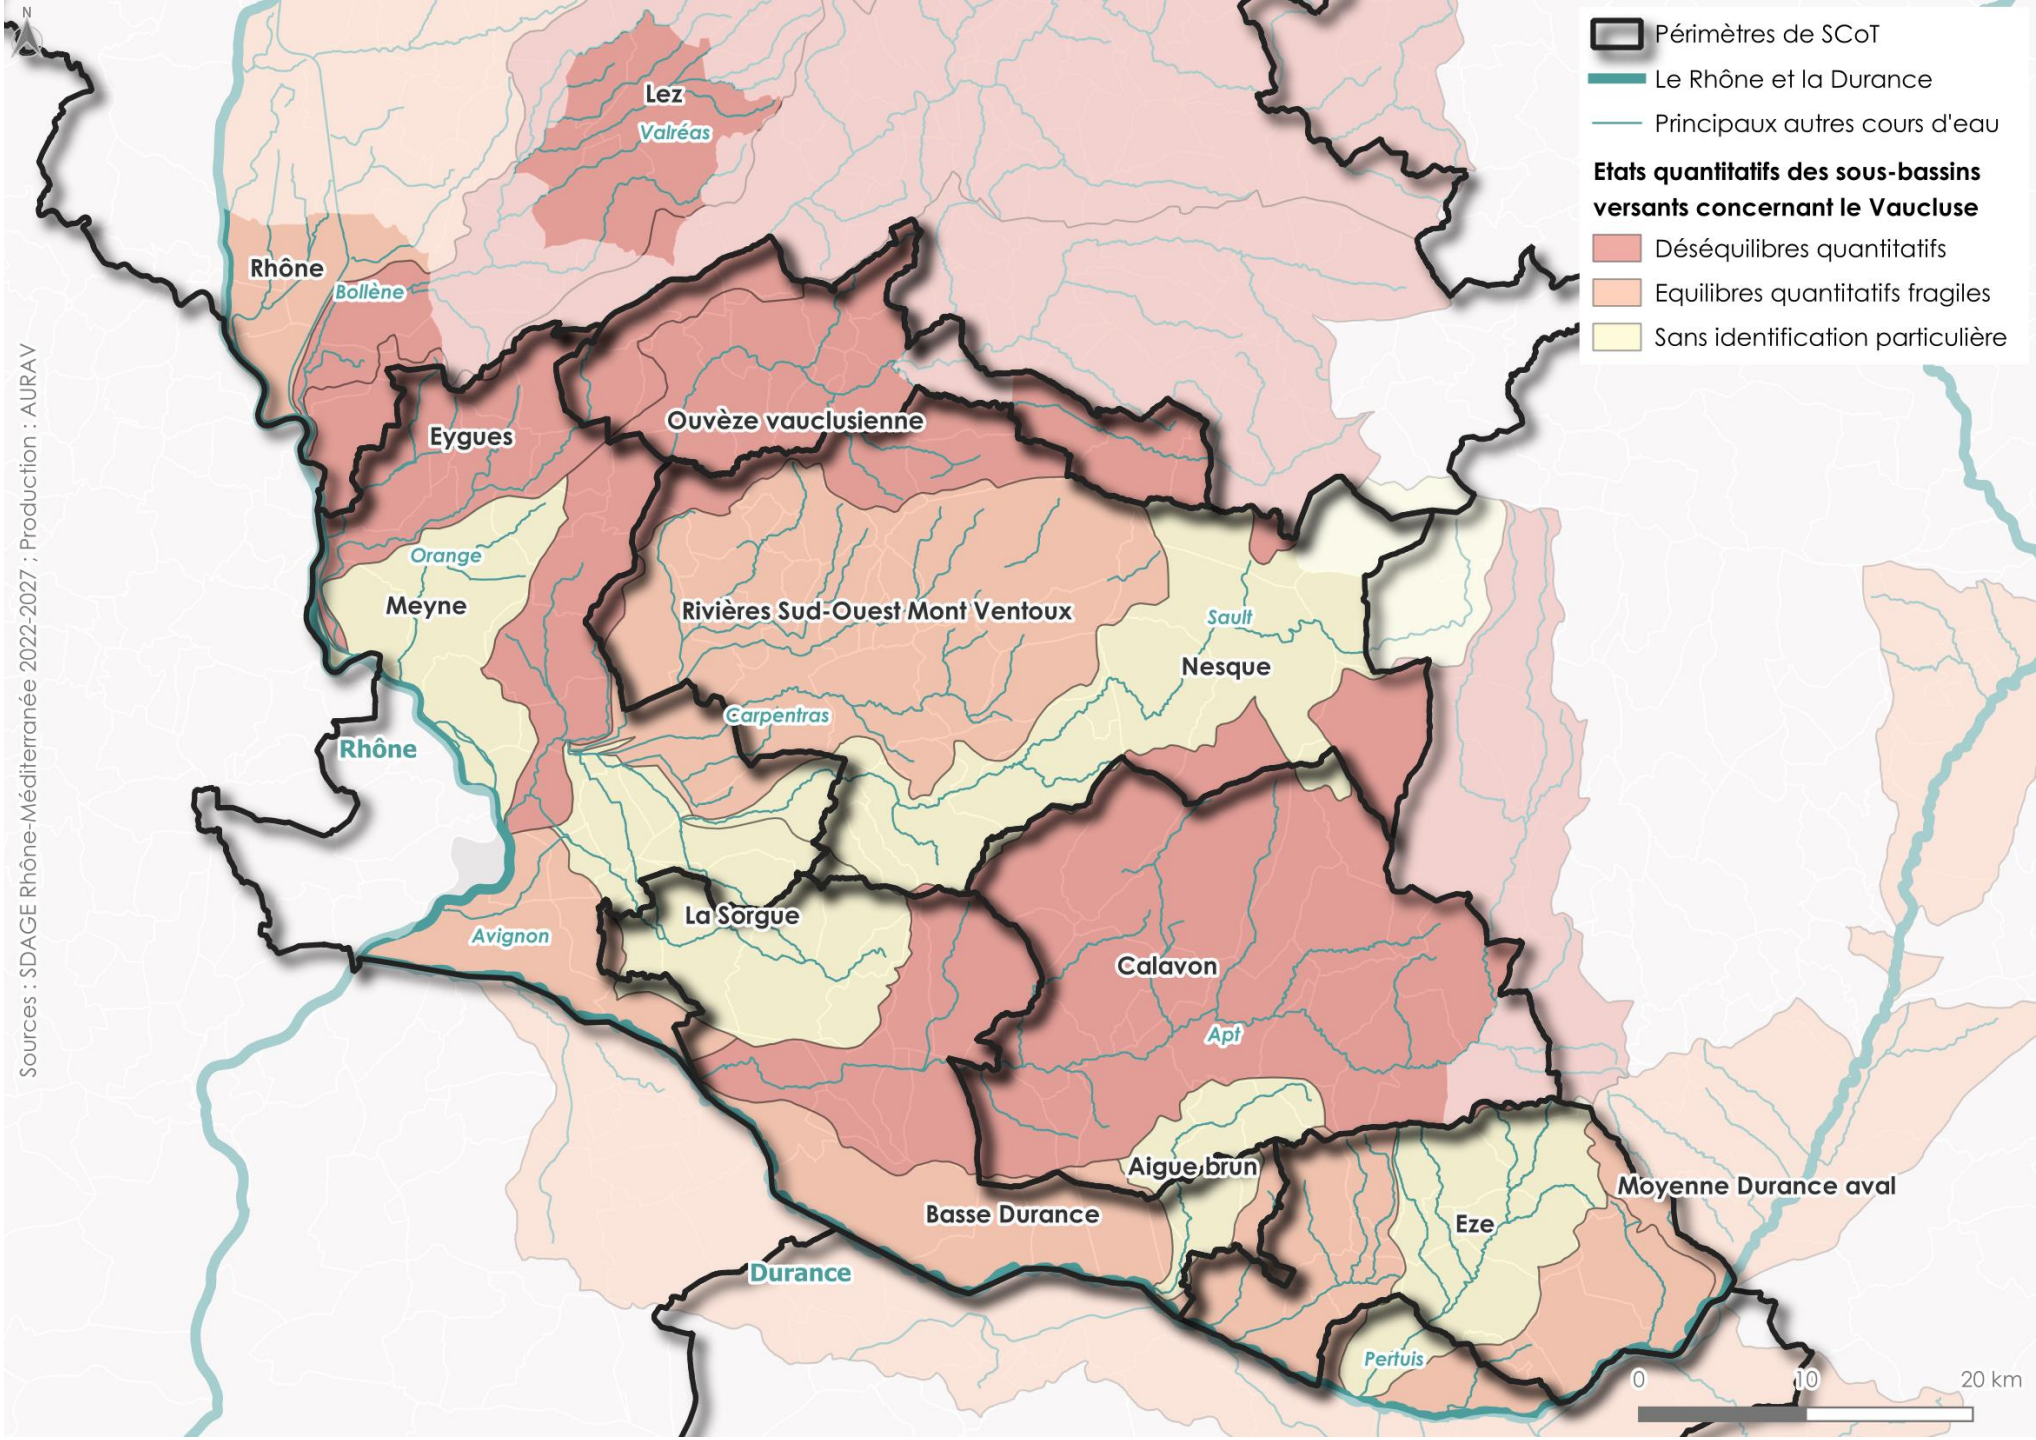 N
Périmètres de SCoT
Le Rhône et la Durance
Principaux autres cours d'eau
Etats quantitatifs des sous-bassins
versants concernant le Vaucluse
Déséquilibres quantitatifs
Equilibres quantitatifs fragiles
Sans identification particulière
Lez
Valréas
Rhône
Bollène
Ouvèze vauclusienne
Eygues
Orange
Meyne
Rivières Sud-Ouest Mont Ventoux
Sault
Nesque
Carpentras
Rhône
La Sorgue
Avignon
Calavon
Apt
Aigue brun
Basse Durance
Moyenne Durance aval
Eze
Durance
Pertuis
0 10 20 km
Sources : SDAGE Rhône-Méditerranée 2022-2027 ; Production : AURAV